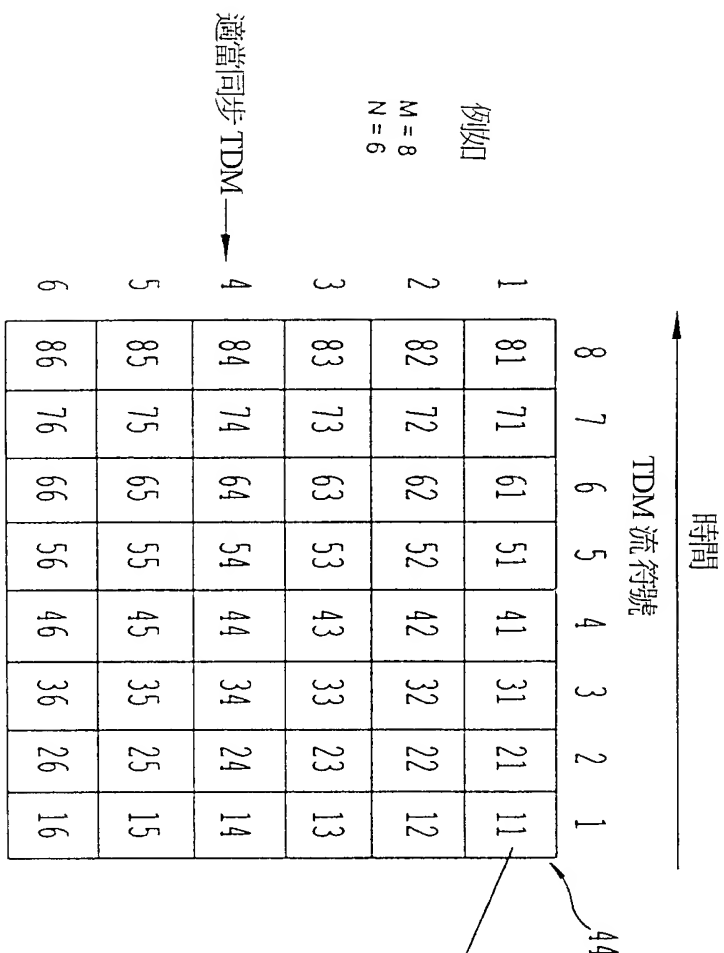 時間
TDM 流 符號
44
8 7 6 5 4 3 2 1
1 81 71 61 51 41 31 21 11
例如
2 82 72 62 52 42 32 22 12
M = 8
N = 6
3 83 73 63 53 43 33 23 13
適當同步 TDM
4 84 74 64 54 44 34 24 14
5 85 75 65 55 45 35 25 15
6 86 76 66 56 46 36 26 16